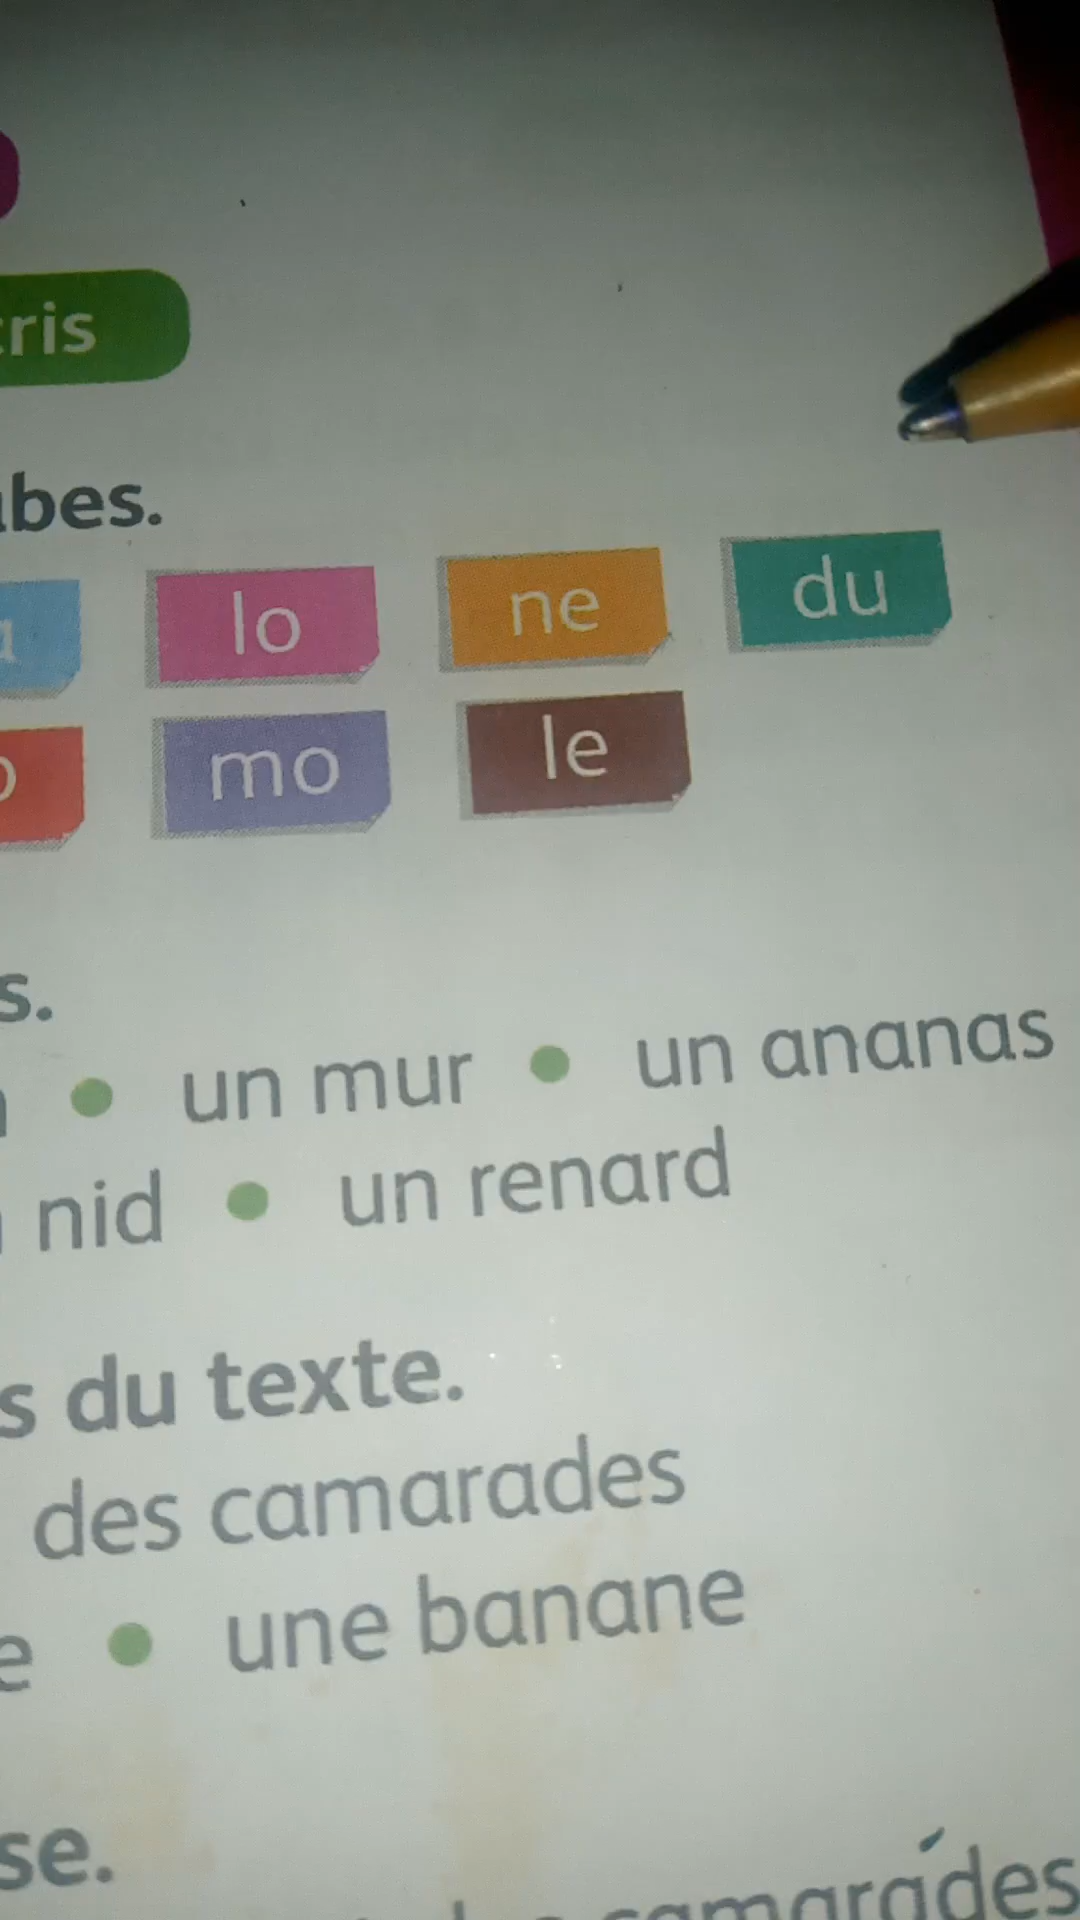 cris
bes.
lo ne du
mo le
s.
un mur • un ananas
nid • un renard
s du texte.
des camarades
e • une banane
se.
camarades